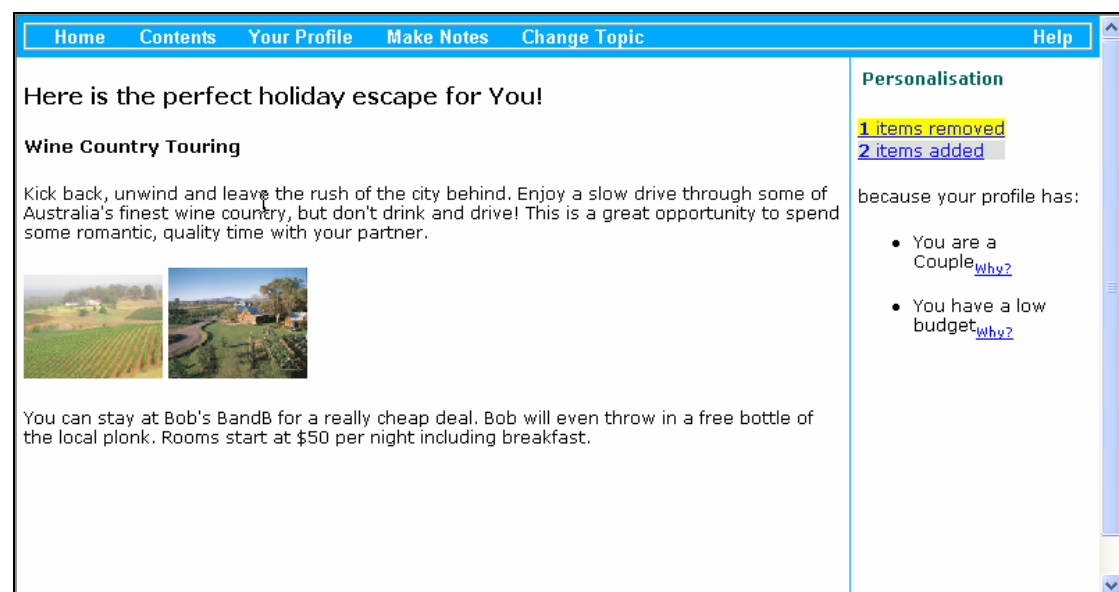 Home Contents Your Profile Make Notes Change Topic Help
Here is the perfect holiday escape for You!
Wine Country Touring
Kick back, unwind and leave the rush of the city behind. Enjoy a slow drive through some of
Australia's finest wine country, but don't drink and drive! This is a great opportunity to spend
some romantic, quality time with your partner.
You can stay at Bob's BandB for a really cheap deal. Bob will even throw in a free bottle of
the local plonk. Rooms start at $50 per night including breakfast.
Personalisation
1 items removed
2 items added
because your profile has:
You are a
Couple Why?
You have a low
budget Why?